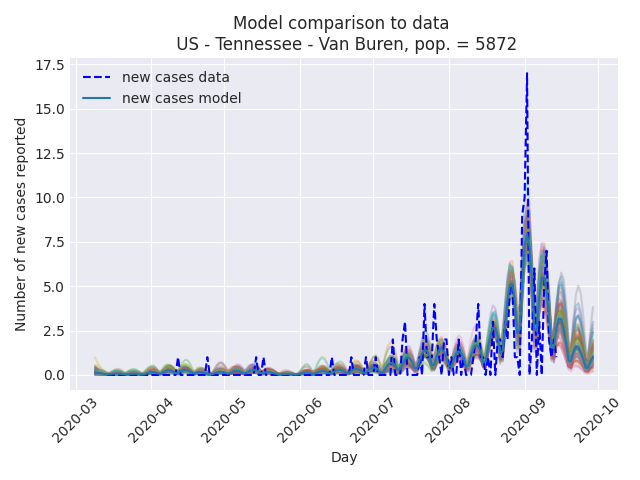 Model comparison to data
US - Tennessee - Van Buren, pop. = 5872
new cases data
new cases model
Number of new cases reported
17.5
15.0
12.5
10.0
7.5
5.0
2.5
0.0
2020-03
2020-04
2020-05
2020-06
2020-07
2020-08
2020-09
2020-10
Day